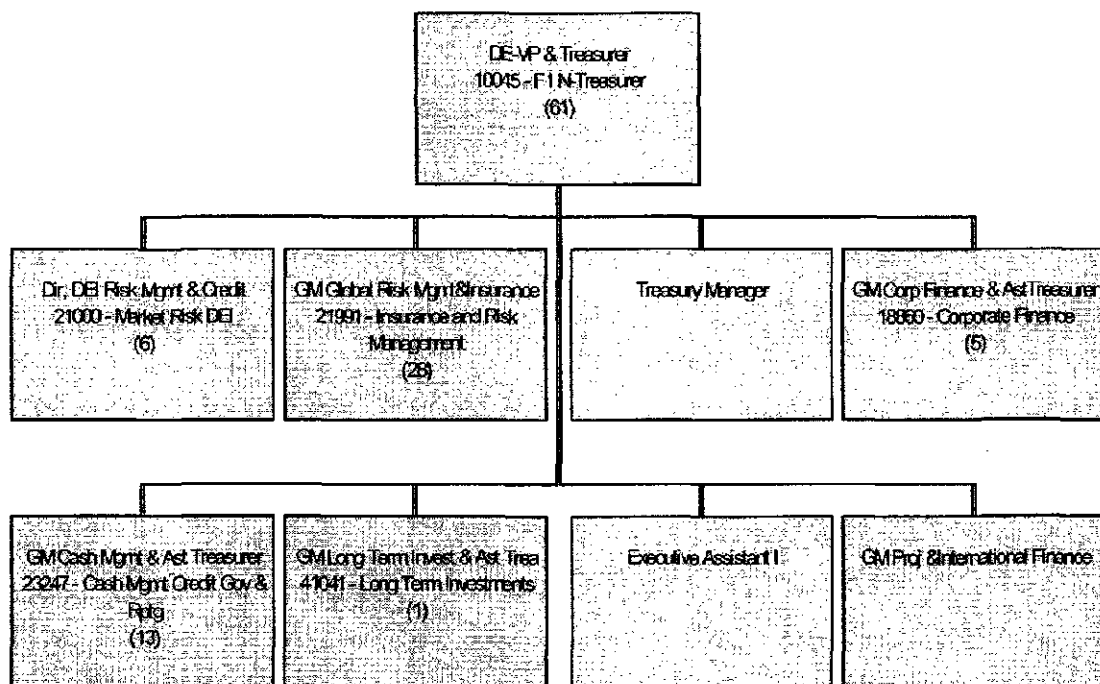 DE-VP & Treasurer
10045 - F I N-Treasurer
(61)
Dir, DEI Risk Mgmt & Credit
21000 - Market Risk DEI
(6)
GM Global Risk Mgmt&Insurance
21991 - Insurance and Risk
Management
(28)
Treasury Manager
GM Corp Finance & Ast Treasurer
18860 - Corporate Finance
(5)
GM Cash Mgmt & Ast Treasurer
23247 - Cash Mgmt Credit Gov &
Rptg
(13)
GM Long Term Invest & Ast Trea
41041 - Long Term Investments
(1)
Executive Assistant I
GM Proj &International Finance